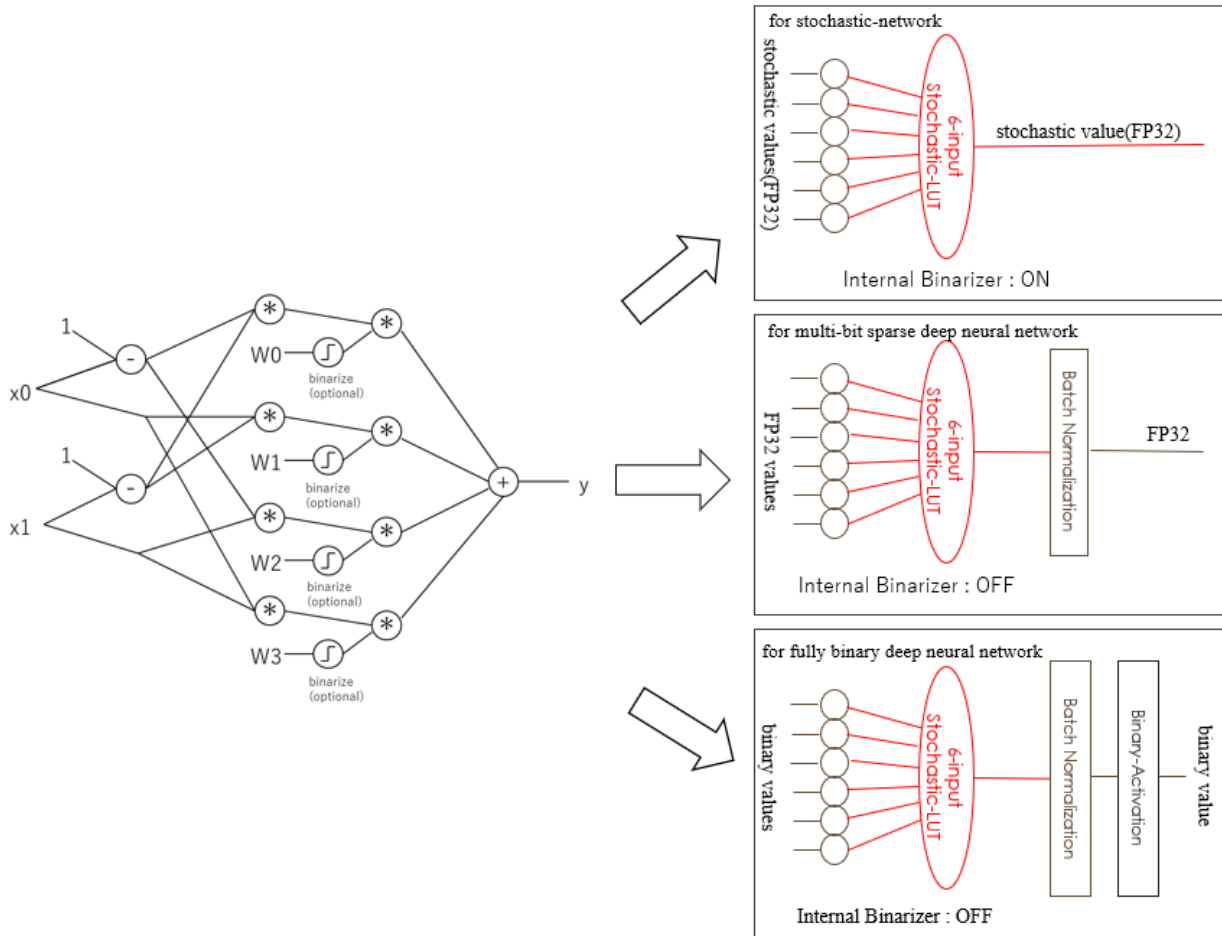 1
x0
-
*
W0
binarize
(optional)
*
1
x1
-
*
W1
binarize
(optional)
*
*
W2
binarize
(optional)
*
*
W3
binarize
(optional)
*
+
y
for stochastic-network
stochastic values(FP32)
6-input
Stochastic-LUT
stochastic value(FP32)
Internal Binarizer : ON
for multi-bit sparse deep neural network
FP32 values
6-input
Stochastic-LUT
Batch Normalization
FP32
Internal Binarizer : OFF
for fully binary deep neural network
binary values
6-input
Stochastic-LUT
Batch Normalization
Binary-Activation
binary value
Internal Binarizer : OFF